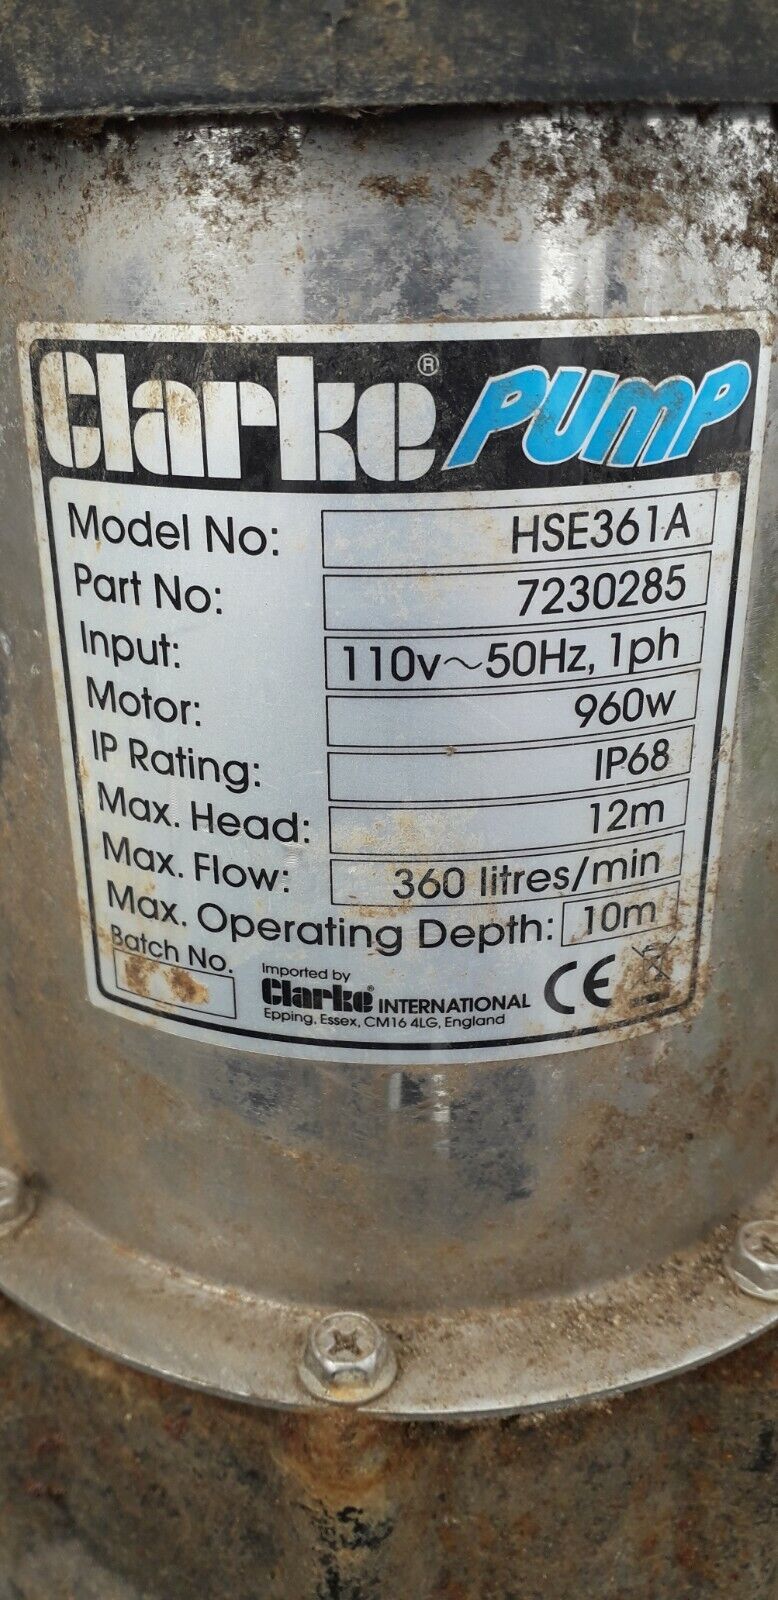 Clarke® PUMP
Model No: HSE361A
Part No: 7230285
Input: 110v~50Hz, 1ph
Motor: 960w
IP Rating: IP68
Max. Head: 12m
Max. Flow: 360 litres/min
Max. Operating Depth: 10m
Batch No.
Imported by
Clarke® INTERNATIONAL CE
Epping, Essex, CM16 4LG, England